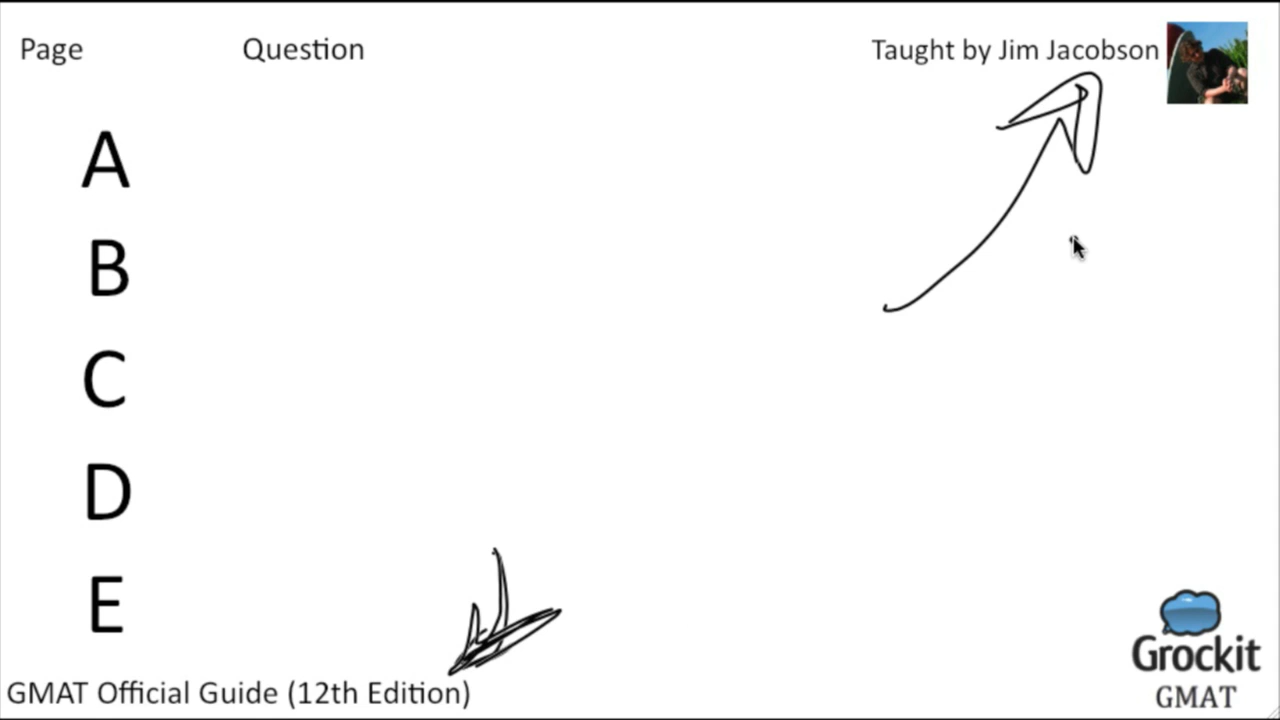 Page Question Taught by Jim Jacobson
A
B
C
D
E
GMAT Official Guide (12th Edition)
Grockit
GMAT